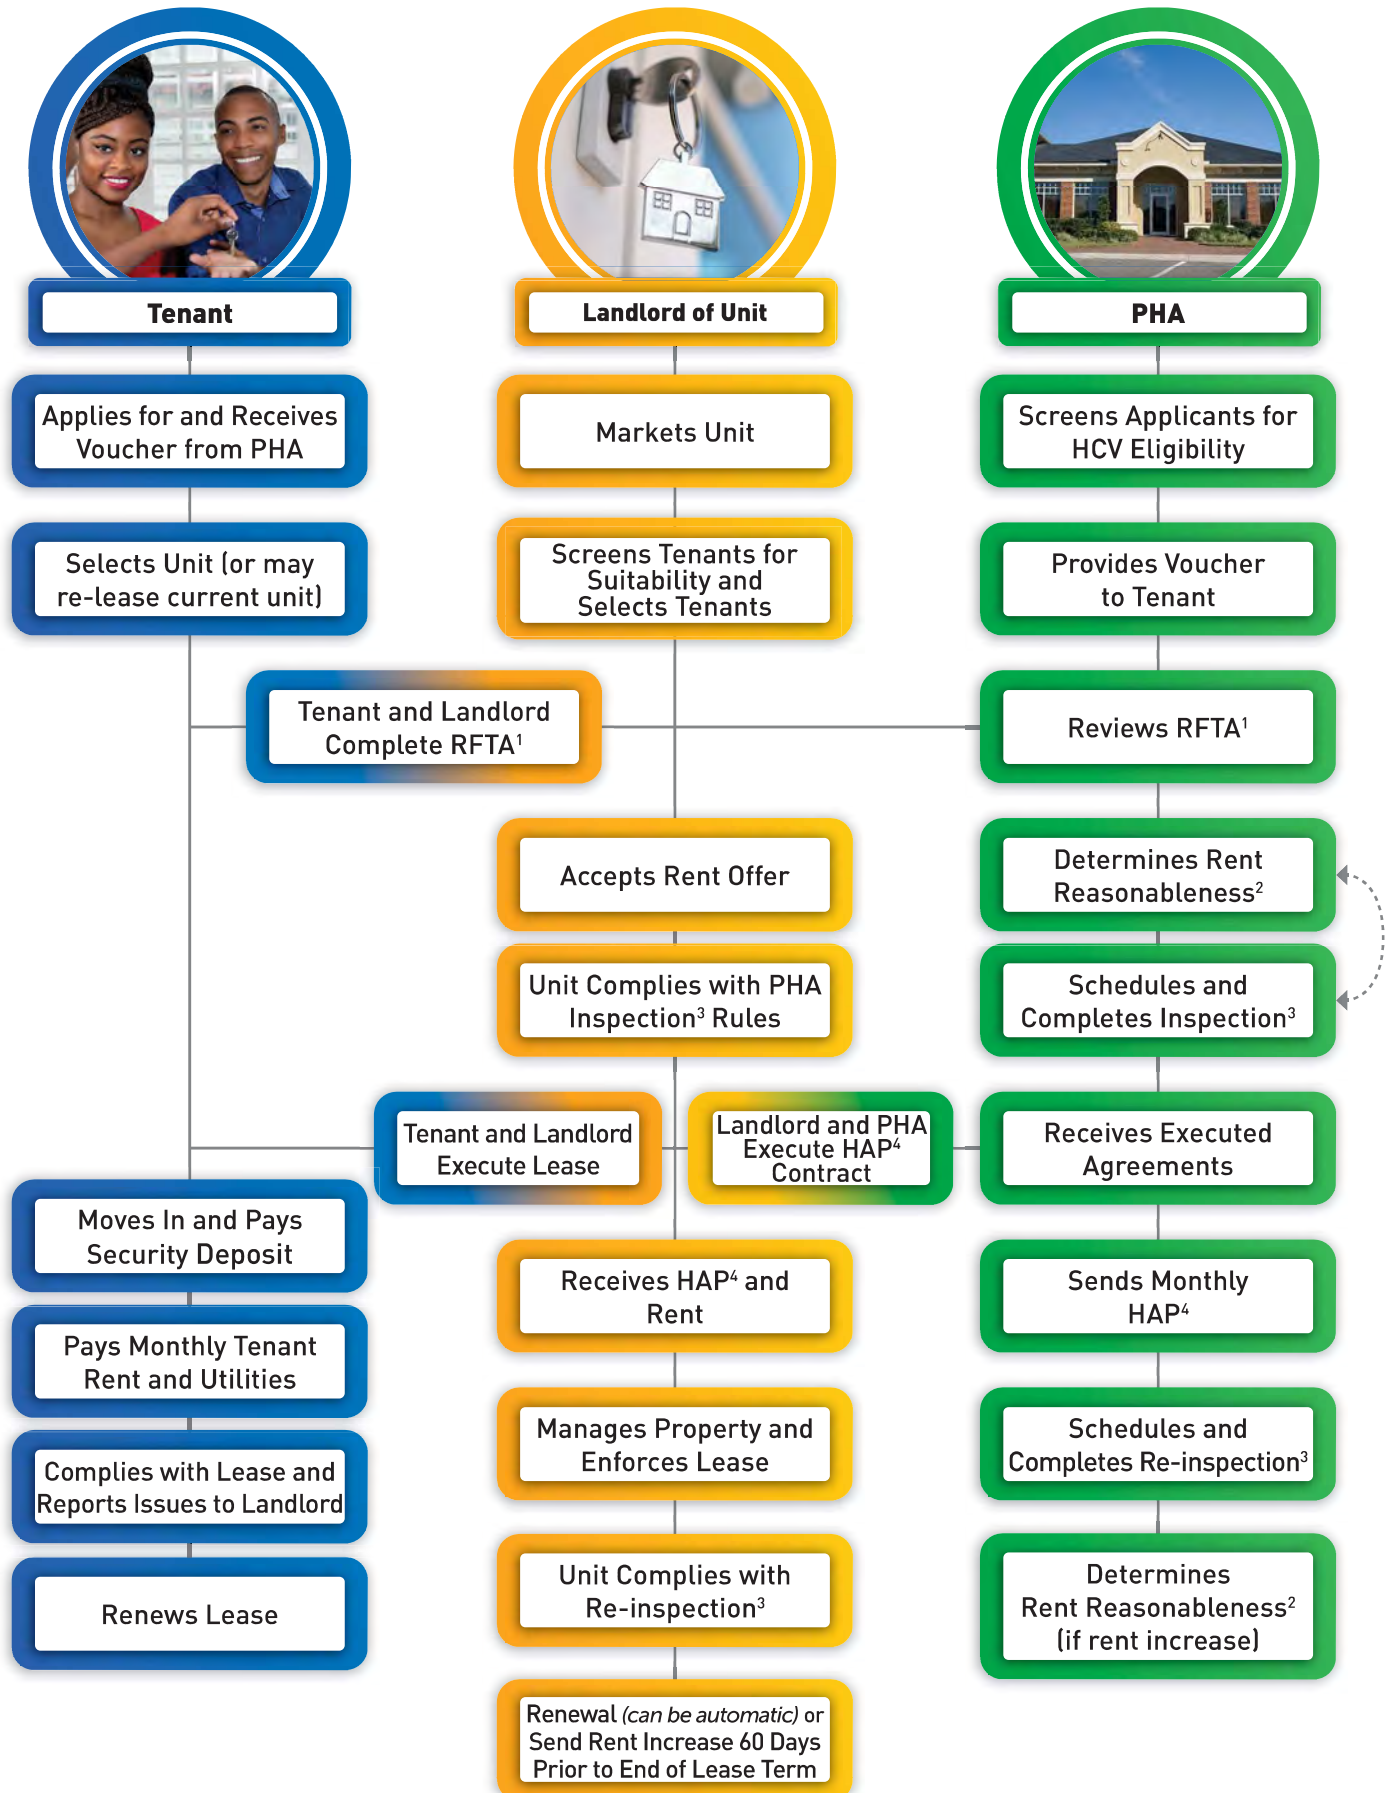 Tenant
Applies for and Receives
Voucher from PHA
Selects Unit (or may
re-lease current unit)
Landlord of Unit
Markets Unit
Screens Tenants for
Suitability and
Selects Tenants
PHA
Screens Applicants for
HCV Eligibility
Provides Voucher
to Tenant
Tenant and Landlord
Complete RFTA¹
Reviews RFTA¹
Accepts Rent Offer
Determines Rent
Reasonableness²
Unit Complies with PHA
Inspection³ Rules
Schedules and
Completes Inspection³
Tenant and Landlord
Execute Lease
Landlord and PHA
Execute HAP⁴
Contract
Receives Executed
Agreements
Moves In and Pays
Security Deposit
Pays Monthly Tenant
Rent and Utilities
Complies with Lease and
Reports Issues to Landlord
Renews Lease
Receives HAP⁴ and
Rent
Manages Property and
Enforces Lease
Unit Complies with
Re-inspection³
Renewal (can be automatic) or
Send Rent Increase 60 Days
Prior to End of Lease Term
Sends Monthly
HAP⁴
Schedules and
Completes Re-inspection³
Determines
Rent Reasonableness²
(if rent increase)